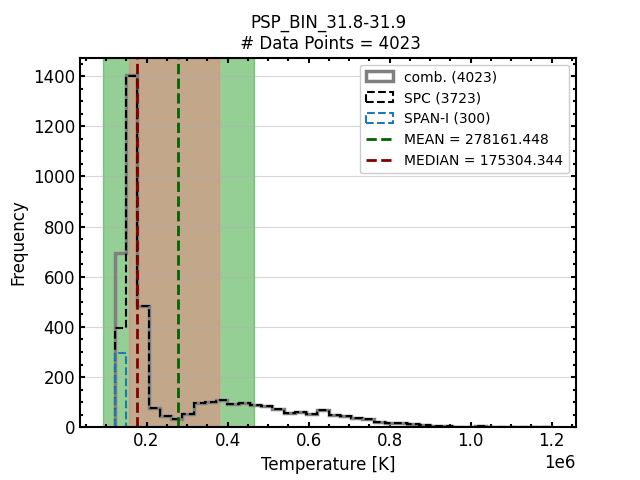 PSP_BIN_31.8-31.9
# Data Points = 4023
comb. (4023)
SPC (3723)
SPAN-I (300)
MEAN = 278161.448
MEDIAN = 175304.344
Frequency
1400
1200
1000
800
600
400
200
0
0.2 0.4 0.6 0.8 1.0 1.2
1e6
Temperature [K]